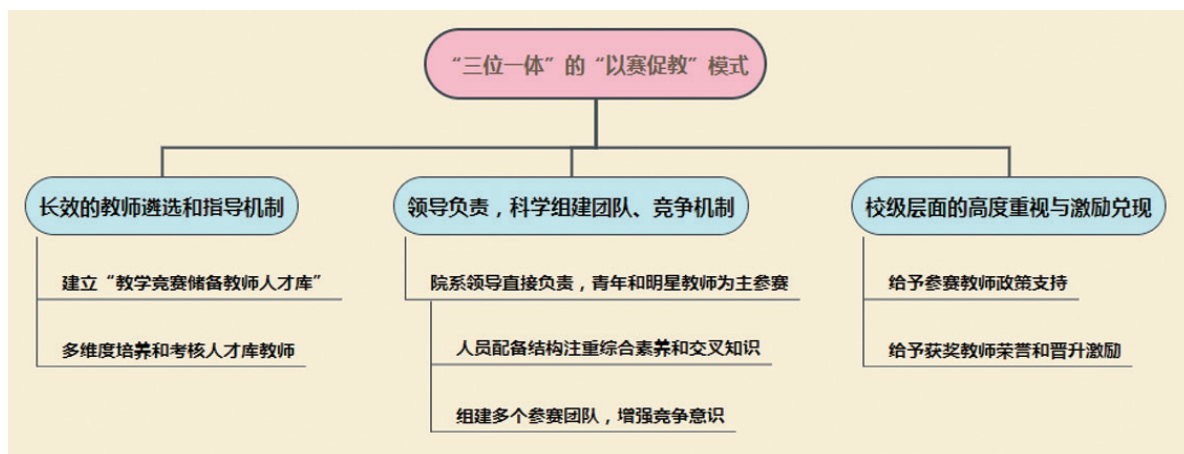 “三位一体”的“以赛促教”模式
长效的教师遴选和指导机制
领导负责，科学组建团队、竞争机制
校级层面的高度重视与激励兑现
建立“教学竞赛储备教师人才库”
院系领导直接负责，青年和明星教师为主参赛
给予参赛教师政策支持
多维度培养和考核人才库教师
人员配备结构注重综合素养和交叉知识
给予获奖教师荣誉和晋升激励
组建多个参赛团队，增强竞争意识